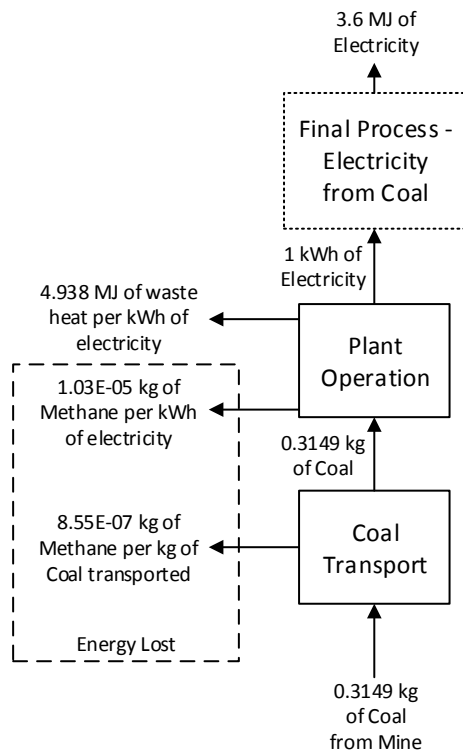 3.6 MJ of
Electricity
Final Process -
Electricity
from Coal
1 kWh of
Electricity
4.938 MJ of waste
heat per kWh of
electricity
Plant
Operation
1.03E-05 kg of
Methane per kWh
of electricity
0.3149 kg
of Coal
8.55E-07 kg of
Methane per kg of
Coal transported
Coal
Transport
Energy Lost
0.3149 kg
of Coal
from Mine